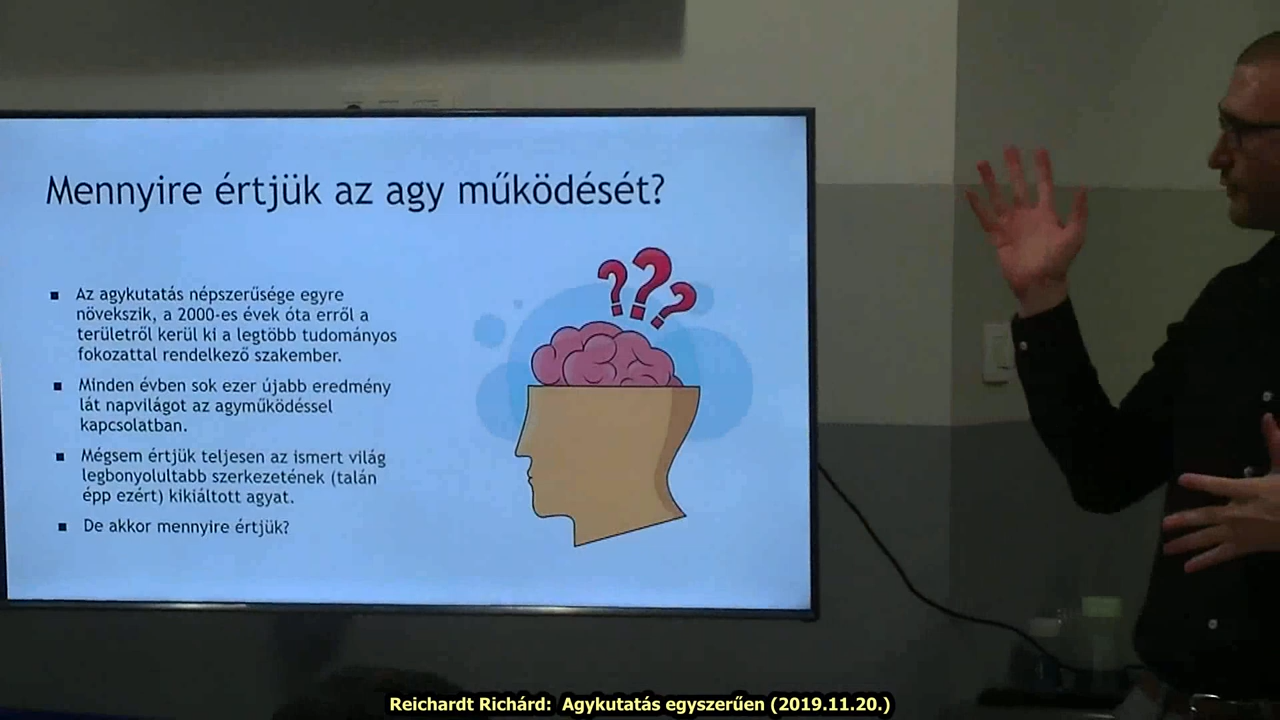 Mennyire értjük az agy működését?
Az agykutatás népszerűsége egyre
növekszik, a 2000-es évek óta erről a
területről kerül ki a legtöbb tudományos
fokozattal rendelkező szakember.
Minden évben sok ezer újabb eredmény
lát napvilágot az agyműködéssel
kapcsolatban.
Mégsem értjük teljesen az ismert világ
legbonyolultabb szerkezetének (talán
épp ezért) kikiáltott agyat.
De akkor mennyire értjük?
???
Reichardt Richárd: Agykutatás egyszerűen (2019.11.20.)